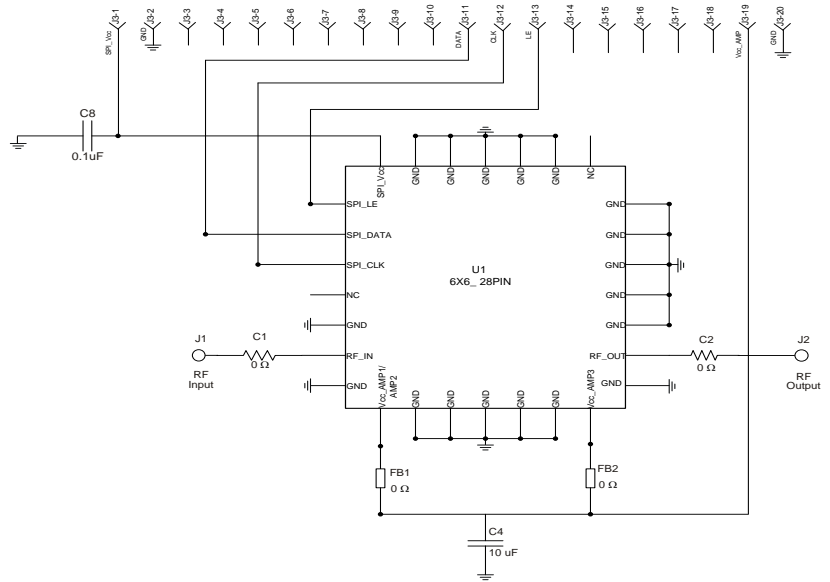 J3-1
J3-2
J3-3
J3-4
J3-5
J3-6
J3-7
J3-8
J3-9
J3-10
J3-11
J3-12
J3-13
J3-14
J3-15
J3-16
J3-17
J3-18
J3-19
J3-20
SPI_Vcc
GND
DATA
CLK
LE
Vcc_AMP
GND
C8
0.1uF
SPI_Vcc
GND
GND
GND
GND
GND
NC
SPI_LE
SPI_DATA
SPI_CLK
NC
GND
RF_IN
GND
U1
6X6_ 28PIN
GND
GND
GND
GND
GND
RF_OUT
GND
Vcc_AMP1/
AMP2
GND
GND
GND
GND
GND
Vcc_AMP3
J1
RF
Input
C1
0 Ω
C2
0 Ω
J2
RF
Output
FB1
0 Ω
FB2
0 Ω
C4
10 uF